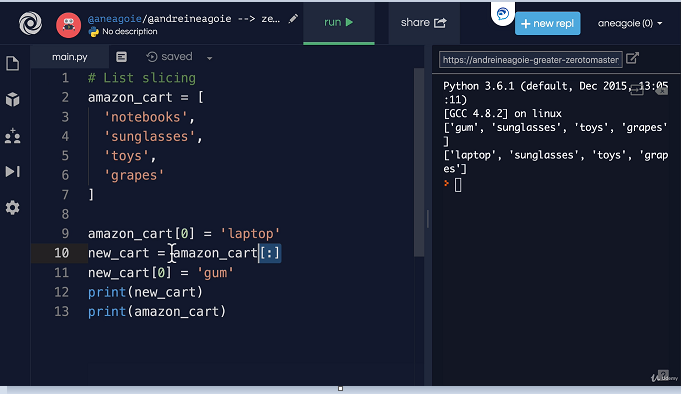 @aneagoie/@andreineagoie --> ze...
No description
run
share
+ new repl
aneagoie (0)
main.py
saved
https://andreineagoie-greater-zerotomaster
1 # List slicing
2 amazon_cart = [
3 'notebooks',
4 'sunglasses',
5 'toys',
6 'grapes'
7 ]
8
9 amazon_cart[0] = 'laptop'
10 new_cart = amazon_cart[:]
11 new_cart[0] = 'gum'
12 print(new_cart)
13 print(amazon_cart)
Python 3.6.1 (default, Dec 2015, 13:05
:11)
[GCC 4.8.2] on linux
['gum', 'sunglasses', 'toys', 'grapes'
]
['laptop', 'sunglasses', 'toys', 'grap
es']
Udemy